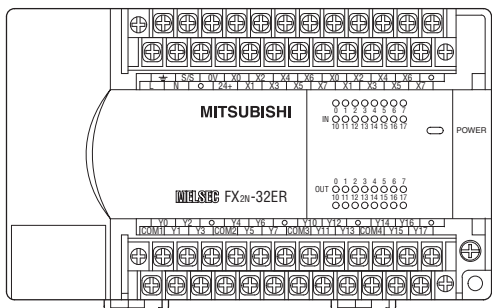 ⏚ S/S 0V X0 X2 X4 X6 X0 X2 X4 X6
L N 24+ X1 X3 X5 X7 X1 X3 X5 X7
MITSUBISHI
0 1 2 3 4 5 6 7
IN
10 11 12 13 14 15 16 17
POWER
MELSEC FX2N-32ER
0 1 2 3 4 5 6 7
OUT
10 11 12 13 14 15 16 17
Y0 Y2 Y4 Y6 Y10 Y12 Y14 Y16
COM1 Y1 Y3 COM2 Y5 Y7 COM3 Y11 Y13 COM4 Y15 Y17